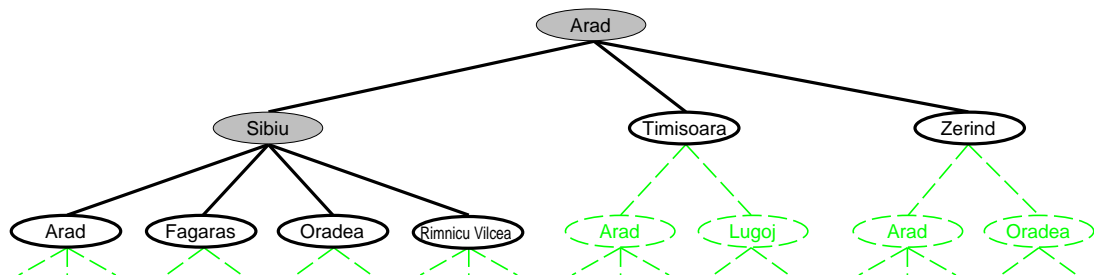 Arad
Sibiu Timisoara Zerind
Arad Fagaras Oradea Rimnicu Vilcea Arad Lugoj Arad Oradea